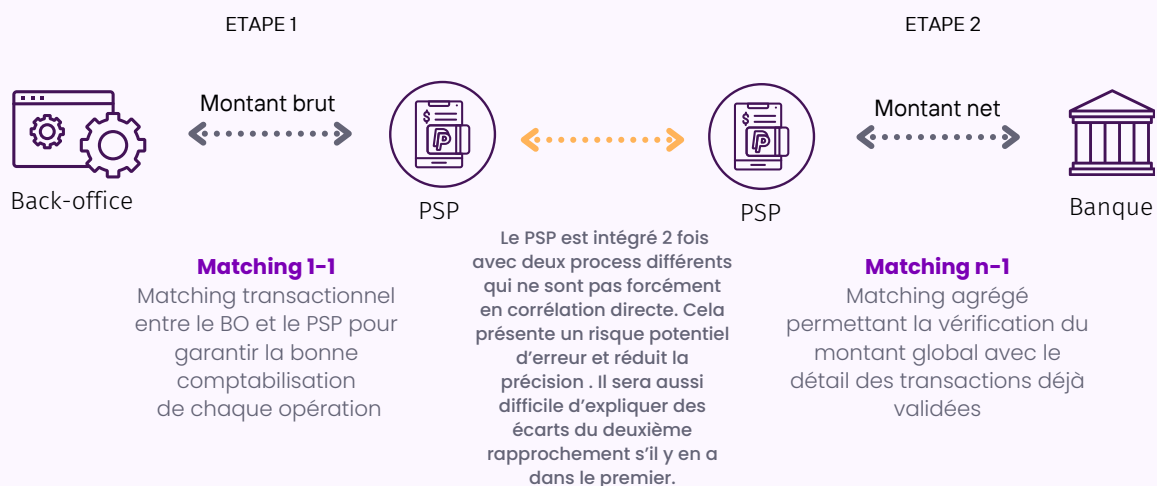 ETAPE 1
ETAPE 2
Montant brut
Montant net
Back-office
PSP
PSP
Banque
Matching 1-1
Matching transactionnel
entre le BO et le PSP pour
garantir la bonne
comptabilisation
de chaque opération
Le PSP est intégré 2 fois
avec deux process différents
qui ne sont pas forcément
en corrélation directe. Cela
présente un risque potentiel
d'erreur et réduit la
précision . Il sera aussi
difficile d'expliquer des
écarts du deuxième
rapprochement s'il y en a
dans le premier.
Matching n-1
Matching agrégé
permettant la vérification du
montant global avec le
détail des transactions déjà
validées